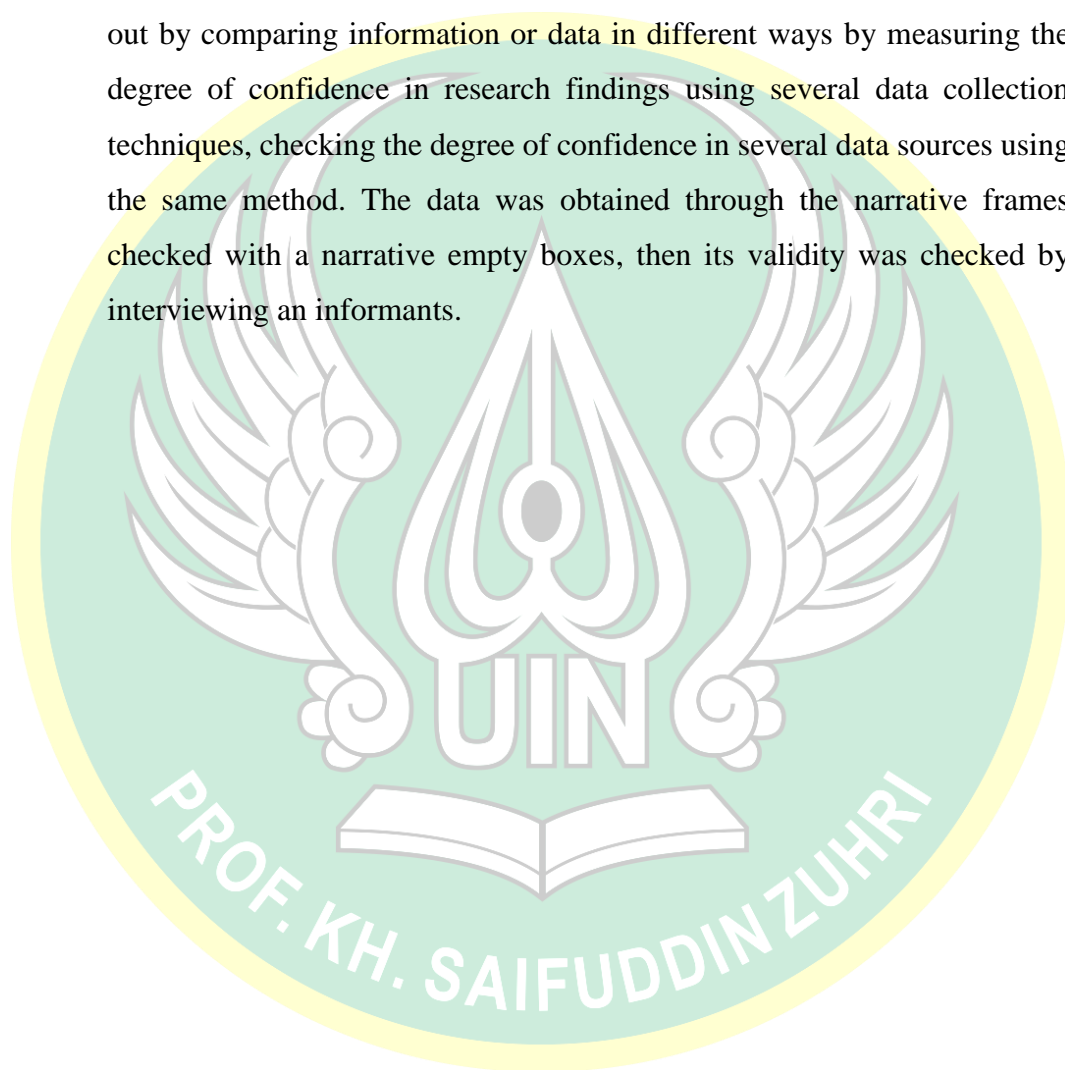 out by comparing information or data in different ways by measuring the
degree of confidence in research findings using several data collection
techniques, checking the degree of confidence in several data sources using
the same method. The data was obtained through the narrative frames
checked with a narrative empty boxes, then its validity was checked by
interviewing an informants.
UIN
PROF. KH. SAIFUDDIN ZUHRI